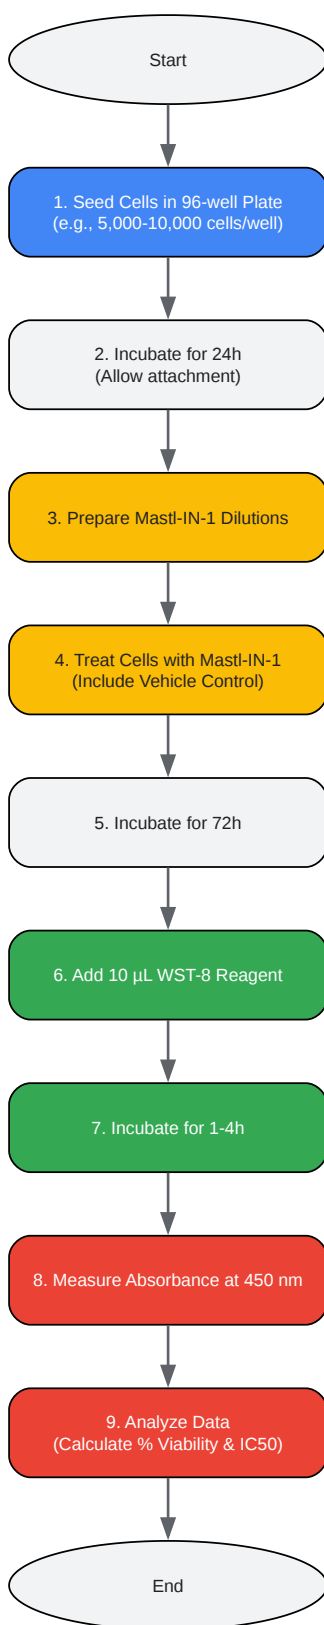 Start
1. Seed Cells in 96-well Plate
(e.g., 5,000-10,000 cells/well)
2. Incubate for 24h
(Allow attachment)
3. Prepare Mastl-IN-1 Dilutions
4. Treat Cells with Mastl-IN-1
(Include Vehicle Control)
5. Incubate for 72h
6. Add 10 µL WST-8 Reagent
7. Incubate for 1-4h
8. Measure Absorbance at 450 nm
9. Analyze Data
(Calculate % Viability & IC50)
End